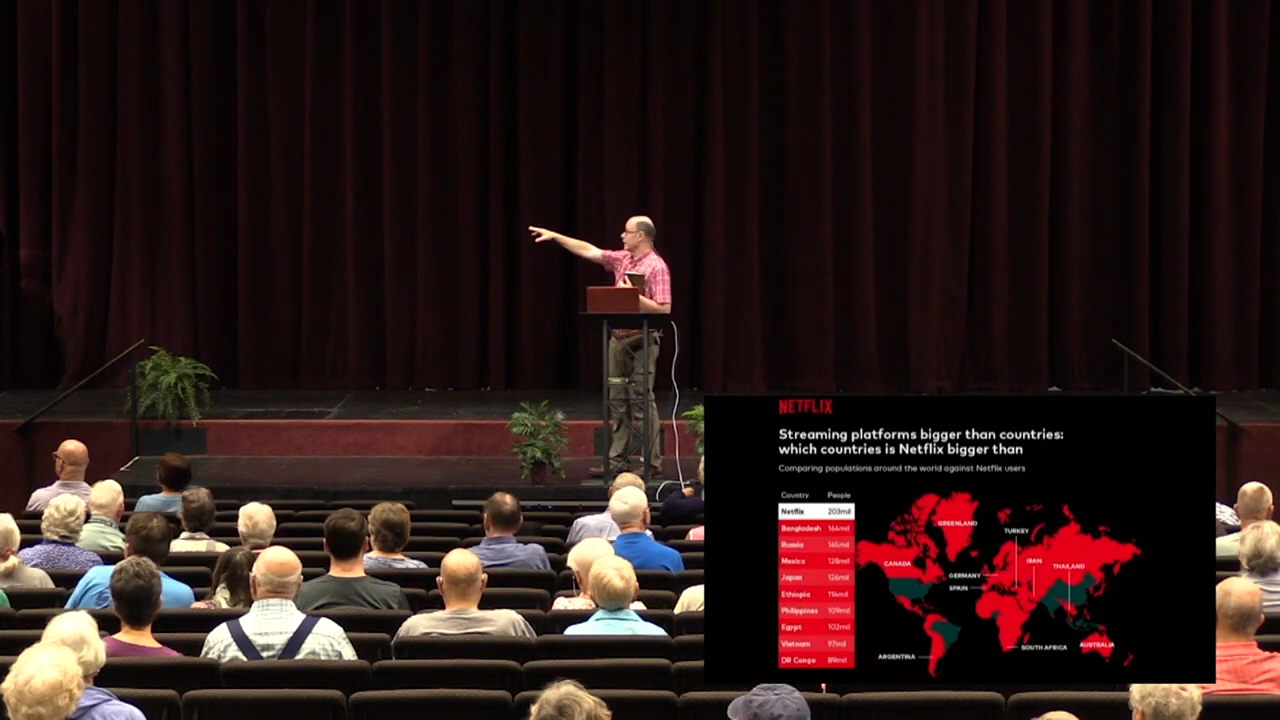 NETFLIX
Streaming platforms bigger than countries:
which countries is Netflix bigger than
Comparing populations around the world against Netflix users
Country People
Netflix 203mil
Bangladesh 164mil
Russia 145mil
Mexico 128mil
Japan 126mil
Ethiopia 114mil
Philippines 109mil
Egypt 102mil
Vietnam 97mil
DR Congo 89mil
GREENLAND
TURKEY
CANADA
IRAN
THAILAND
GERMANY
SPAIN
ARGENTINA
SOUTH AFRICA
AUSTRALIA